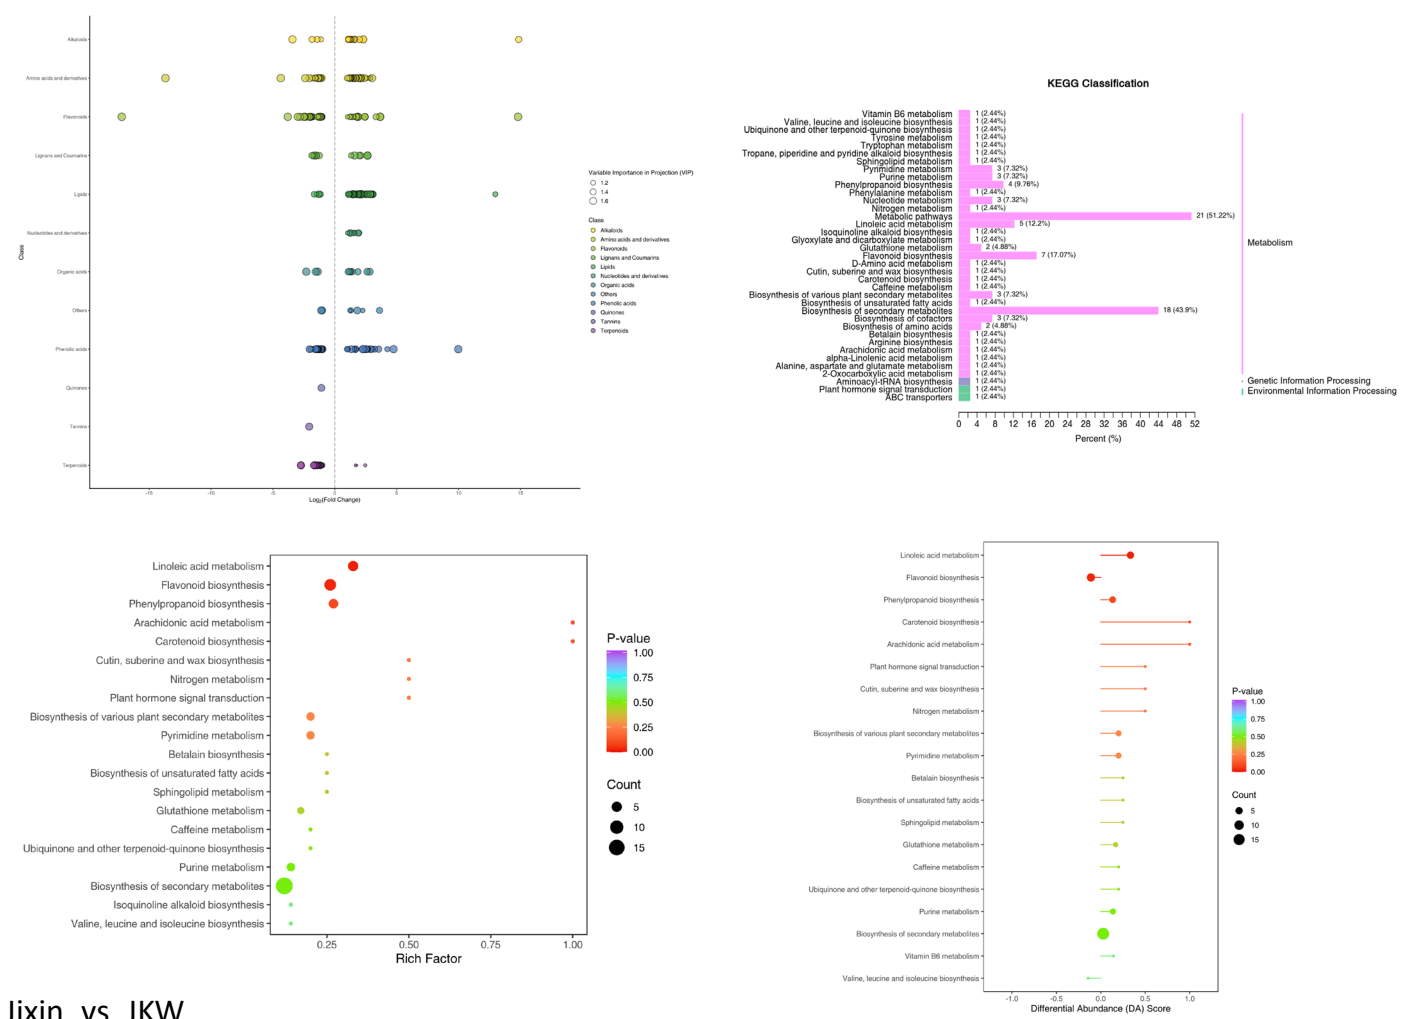 Class
Alkaloids
Amino acids and derivatives
Flavonoids
Lignans and Coumarins
Lipids
Nucleotides and derivatives
Organic acids
Others
Phenolic acids
Quinones
Tannins
Terpenoids
-15 -10 -5 0 5 10 15
Log2(Fold Change)
Variable Importance in Projection (VIP)
1.2
1.4
1.6
Class
Alkaloids
Amino acids and derivatives
Flavonoids
Lignans and Coumarins
Lipids
Nucleotides and derivatives
Organic acids
Others
Phenolic acids
Quinones
Tannins
Terpenoids
KEGG Classification
Vitamin B6 metabolism 1 (2.44%)
Valine, leucine and isoleucine biosynthesis 1 (2.44%)
Ubiquinone and other terpenoid-quinone biosynthesis 1 (2.44%)
Tyrosine metabolism 1 (2.44%)
Tryptophan metabolism 1 (2.44%)
Tropane, piperidine and pyridine alkaloid biosynthesis 1 (2.44%)
Sphingolipid metabolism 1 (2.44%)
Pyrimidine metabolism 3 (7.32%)
Purine metabolism 3 (7.32%)
Phenylpropanoid biosynthesis 4 (9.76%)
Phenylalanine metabolism 1 (2.44%)
Nucleotide metabolism 3 (7.32%)
Nitrogen metabolism 1 (2.44%)
Metabolic pathways 21 (51.22%)
Linoleic acid metabolism 5 (12.2%)
Isoquinoline alkaloid biosynthesis 1 (2.44%)
Glyoxylate and dicarboxylate metabolism 1 (2.44%)
Glutathione metabolism 2 (4.88%)
Flavonoid biosynthesis 7 (17.07%)
D-Amino acid metabolism 1 (2.44%)
Cutin, suberine and wax biosynthesis 1 (2.44%)
Carotenoid biosynthesis 1 (2.44%)
Caffeine metabolism 1 (2.44%)
Biosynthesis of various plant secondary metabolites 3 (7.32%)
Biosynthesis of unsaturated fatty acids 1 (2.44%)
Biosynthesis of secondary metabolites 18 (43.9%)
Biosynthesis of cofactors 3 (7.32%)
Biosynthesis of amino acids 2 (4.88%)
Betalain biosynthesis 1 (2.44%)
Arginine biosynthesis 1 (2.44%)
Arachidonic acid metabolism 1 (2.44%)
alpha-Linolenic acid metabolism 1 (2.44%)
Alanine, aspartate and glutamate metabolism 1 (2.44%)
2-Oxocarboxylic acid metabolism 1 (2.44%)
Aminoacyl-tRNA biosynthesis 1 (2.44%)
Plant hormone signal transduction 1 (2.44%)
ABC transporters 1 (2.44%)
Metabolism
Genetic Information Processing
Environmental Information Processing
0 4 8 12 16 20 24 28 32 36 40 44 48 52
Percent (%)
Linoleic acid metabolism
Flavonoid biosynthesis
Phenylpropanoid biosynthesis
Arachidonic acid metabolism
Carotenoid biosynthesis
Cutin, suberine and wax biosynthesis
Nitrogen metabolism
Plant hormone signal transduction
Biosynthesis of various plant secondary metabolites
Pyrimidine metabolism
Betalain biosynthesis
Biosynthesis of unsaturated fatty acids
Sphingolipid metabolism
Glutathione metabolism
Caffeine metabolism
Ubiquinone and other terpenoid-quinone biosynthesis
Purine metabolism
Biosynthesis of secondary metabolites
Isoquinoline alkaloid biosynthesis
Valine, leucine and isoleucine biosynthesis
0.25 0.50 0.75 1.00
Rich Factor
P-value
1.00
0.75
0.50
0.25
0.00
Count
5
10
15
Linoleic acid metabolism
Flavonoid biosynthesis
Phenylpropanoid biosynthesis
Carotenoid biosynthesis
Arachidonic acid metabolism
Plant hormone signal transduction
Cutin, suberine and wax biosynthesis
Nitrogen metabolism
Biosynthesis of various plant secondary metabolites
Pyrimidine metabolism
Betalain biosynthesis
Biosynthesis of unsaturated fatty acids
Sphingolipid metabolism
Glutathione metabolism
Caffeine metabolism
Ubiquinone and other terpenoid-quinone biosynthesis
Purine metabolism
Biosynthesis of secondary metabolites
Vitamin B6 metabolism
Valine, leucine and isoleucine biosynthesis
-1.0 -0.5 0.0 0.5 1.0
Differential Abundance (DA) Score
P-value
1.00
0.75
0.50
0.25
0.00
Count
5
10
15
Jixin_vs_JKW